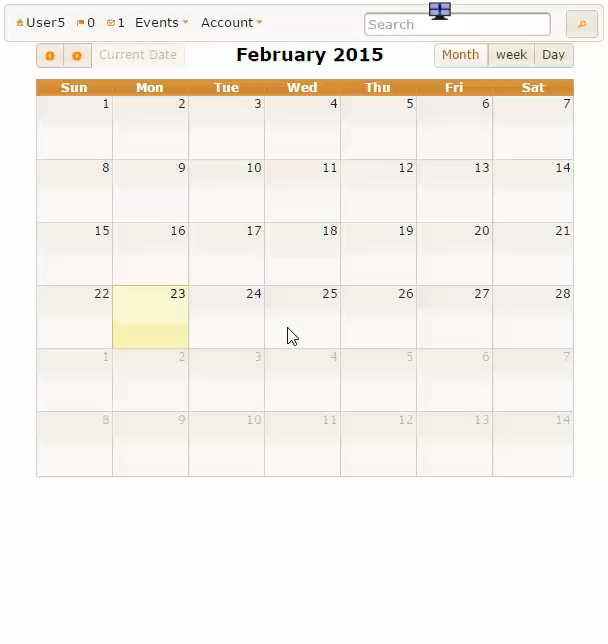 User5 0 1 Events Account Search
Current Date February 2015 Month week Day
Sun Mon Tue Wed Thu Fri Sat
1 2 3 4 5 6 7
8 9 10 11 12 13 14
15 16 17 18 19 20 21
22 23 24 25 26 27 28
1 2 3 4 5 6 7
8 9 10 11 12 13 14